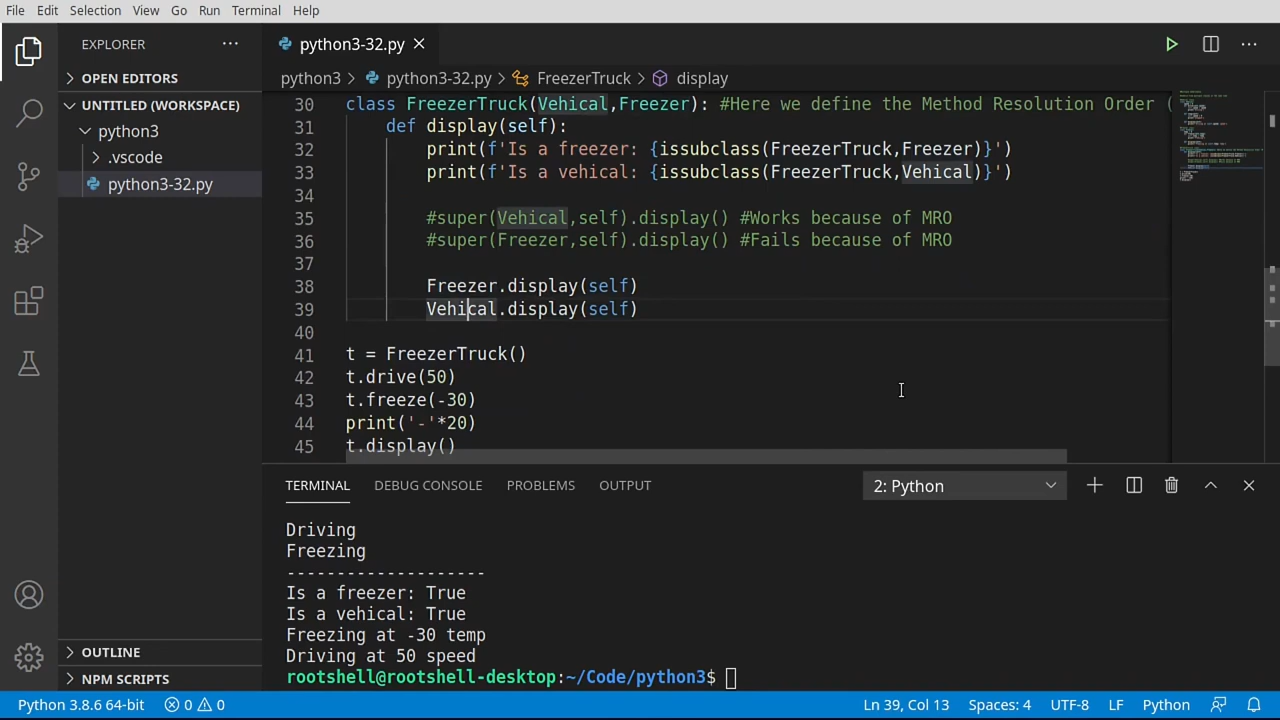 File Edit Selection View Go Run Terminal Help
EXPLORER ...
python3-32.py
OPEN EDITORS
python3 > python3-32.py > FreezerTruck > display
UNTITLED (WORKSPACE)
python3
.vscode
python3-32.py
30 class FreezerTruck(Vehical,Freezer): #Here we define the Method Resolution Order (
31 def display(self):
32 print(f'Is a freezer: {issubclass(FreezerTruck,Freezer)}')
33 print(f'Is a vehical: {issubclass(FreezerTruck,Vehical)}')
34
35 #super(Vehical,self).display() #Works because of MRO
36 #super(Freezer,self).display() #Fails because of MRO
37
38 Freezer.display(self)
39 Vehical.display(self)
40
41 t = FreezerTruck()
42 t.drive(50)
43 t.freeze(-30)
44 print('-'*20)
45 t.display()
TERMINAL DEBUG CONSOLE PROBLEMS OUTPUT 2: Python
Driving
Freezing
--------------------
Is a freezer: True
Is a vehical: True
Freezing at -30 temp
Driving at 50 speed
rootshell@rootshell-desktop:~/Code/python3$
OUTLINE
NPM SCRIPTS
Python 3.8.6 64-bit 0 0 Ln 39, Col 13 Spaces: 4 UTF-8 LF Python